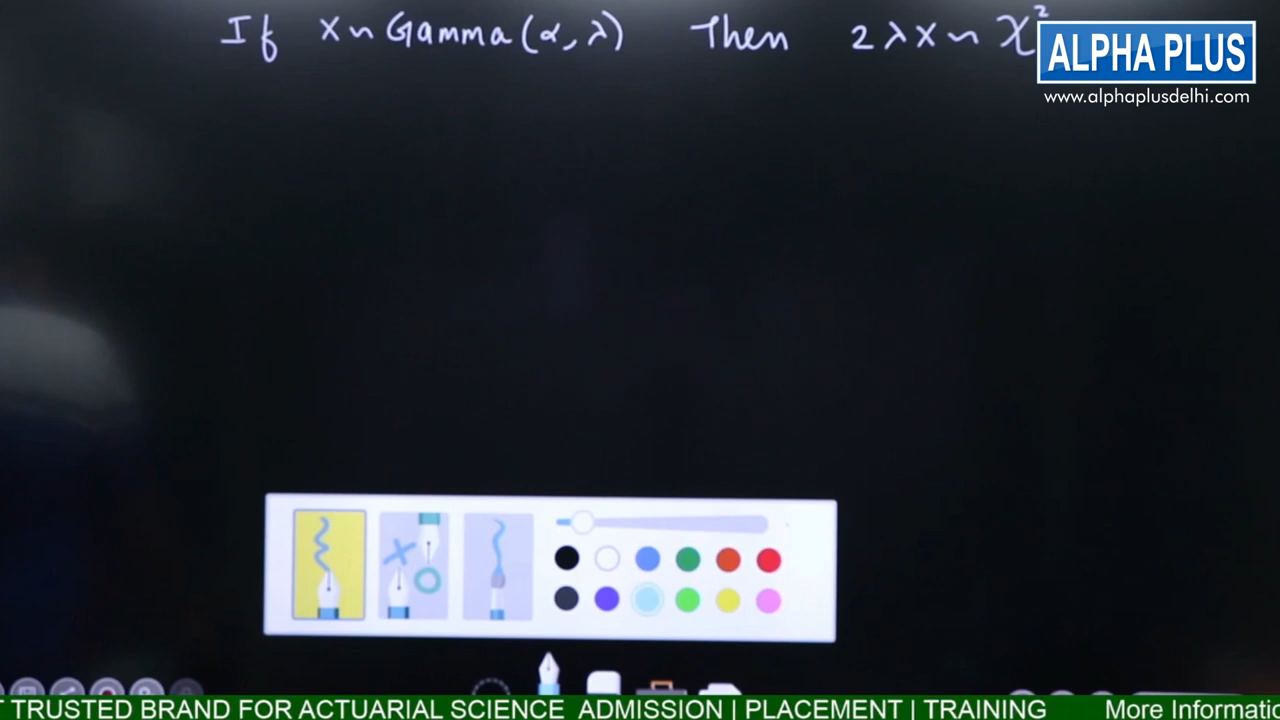 If X ~ Gamma(α, λ) Then 2λX ~ χ²
ALPHA PLUS
www.alphaplusdelhi.com
TRUSTED BRAND FOR ACTUARIAL SCIENCE ADMISSION | PLACEMENT | TRAINING More